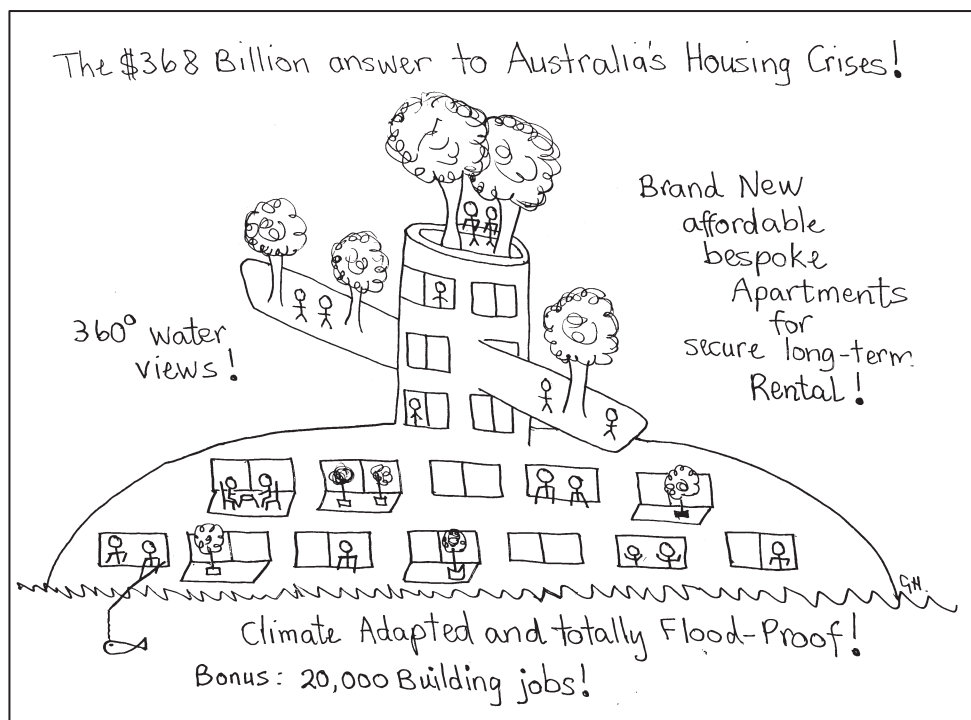 The $368 Billion answer to Australia's Housing Crises!
Brand New
affordable
bespoke
Apartments
for
secure long-term
Rental!
360° water
views!
G.H.
Climate Adapted and totally Flood-Proof!
Bonus: 20,000 Building jobs!